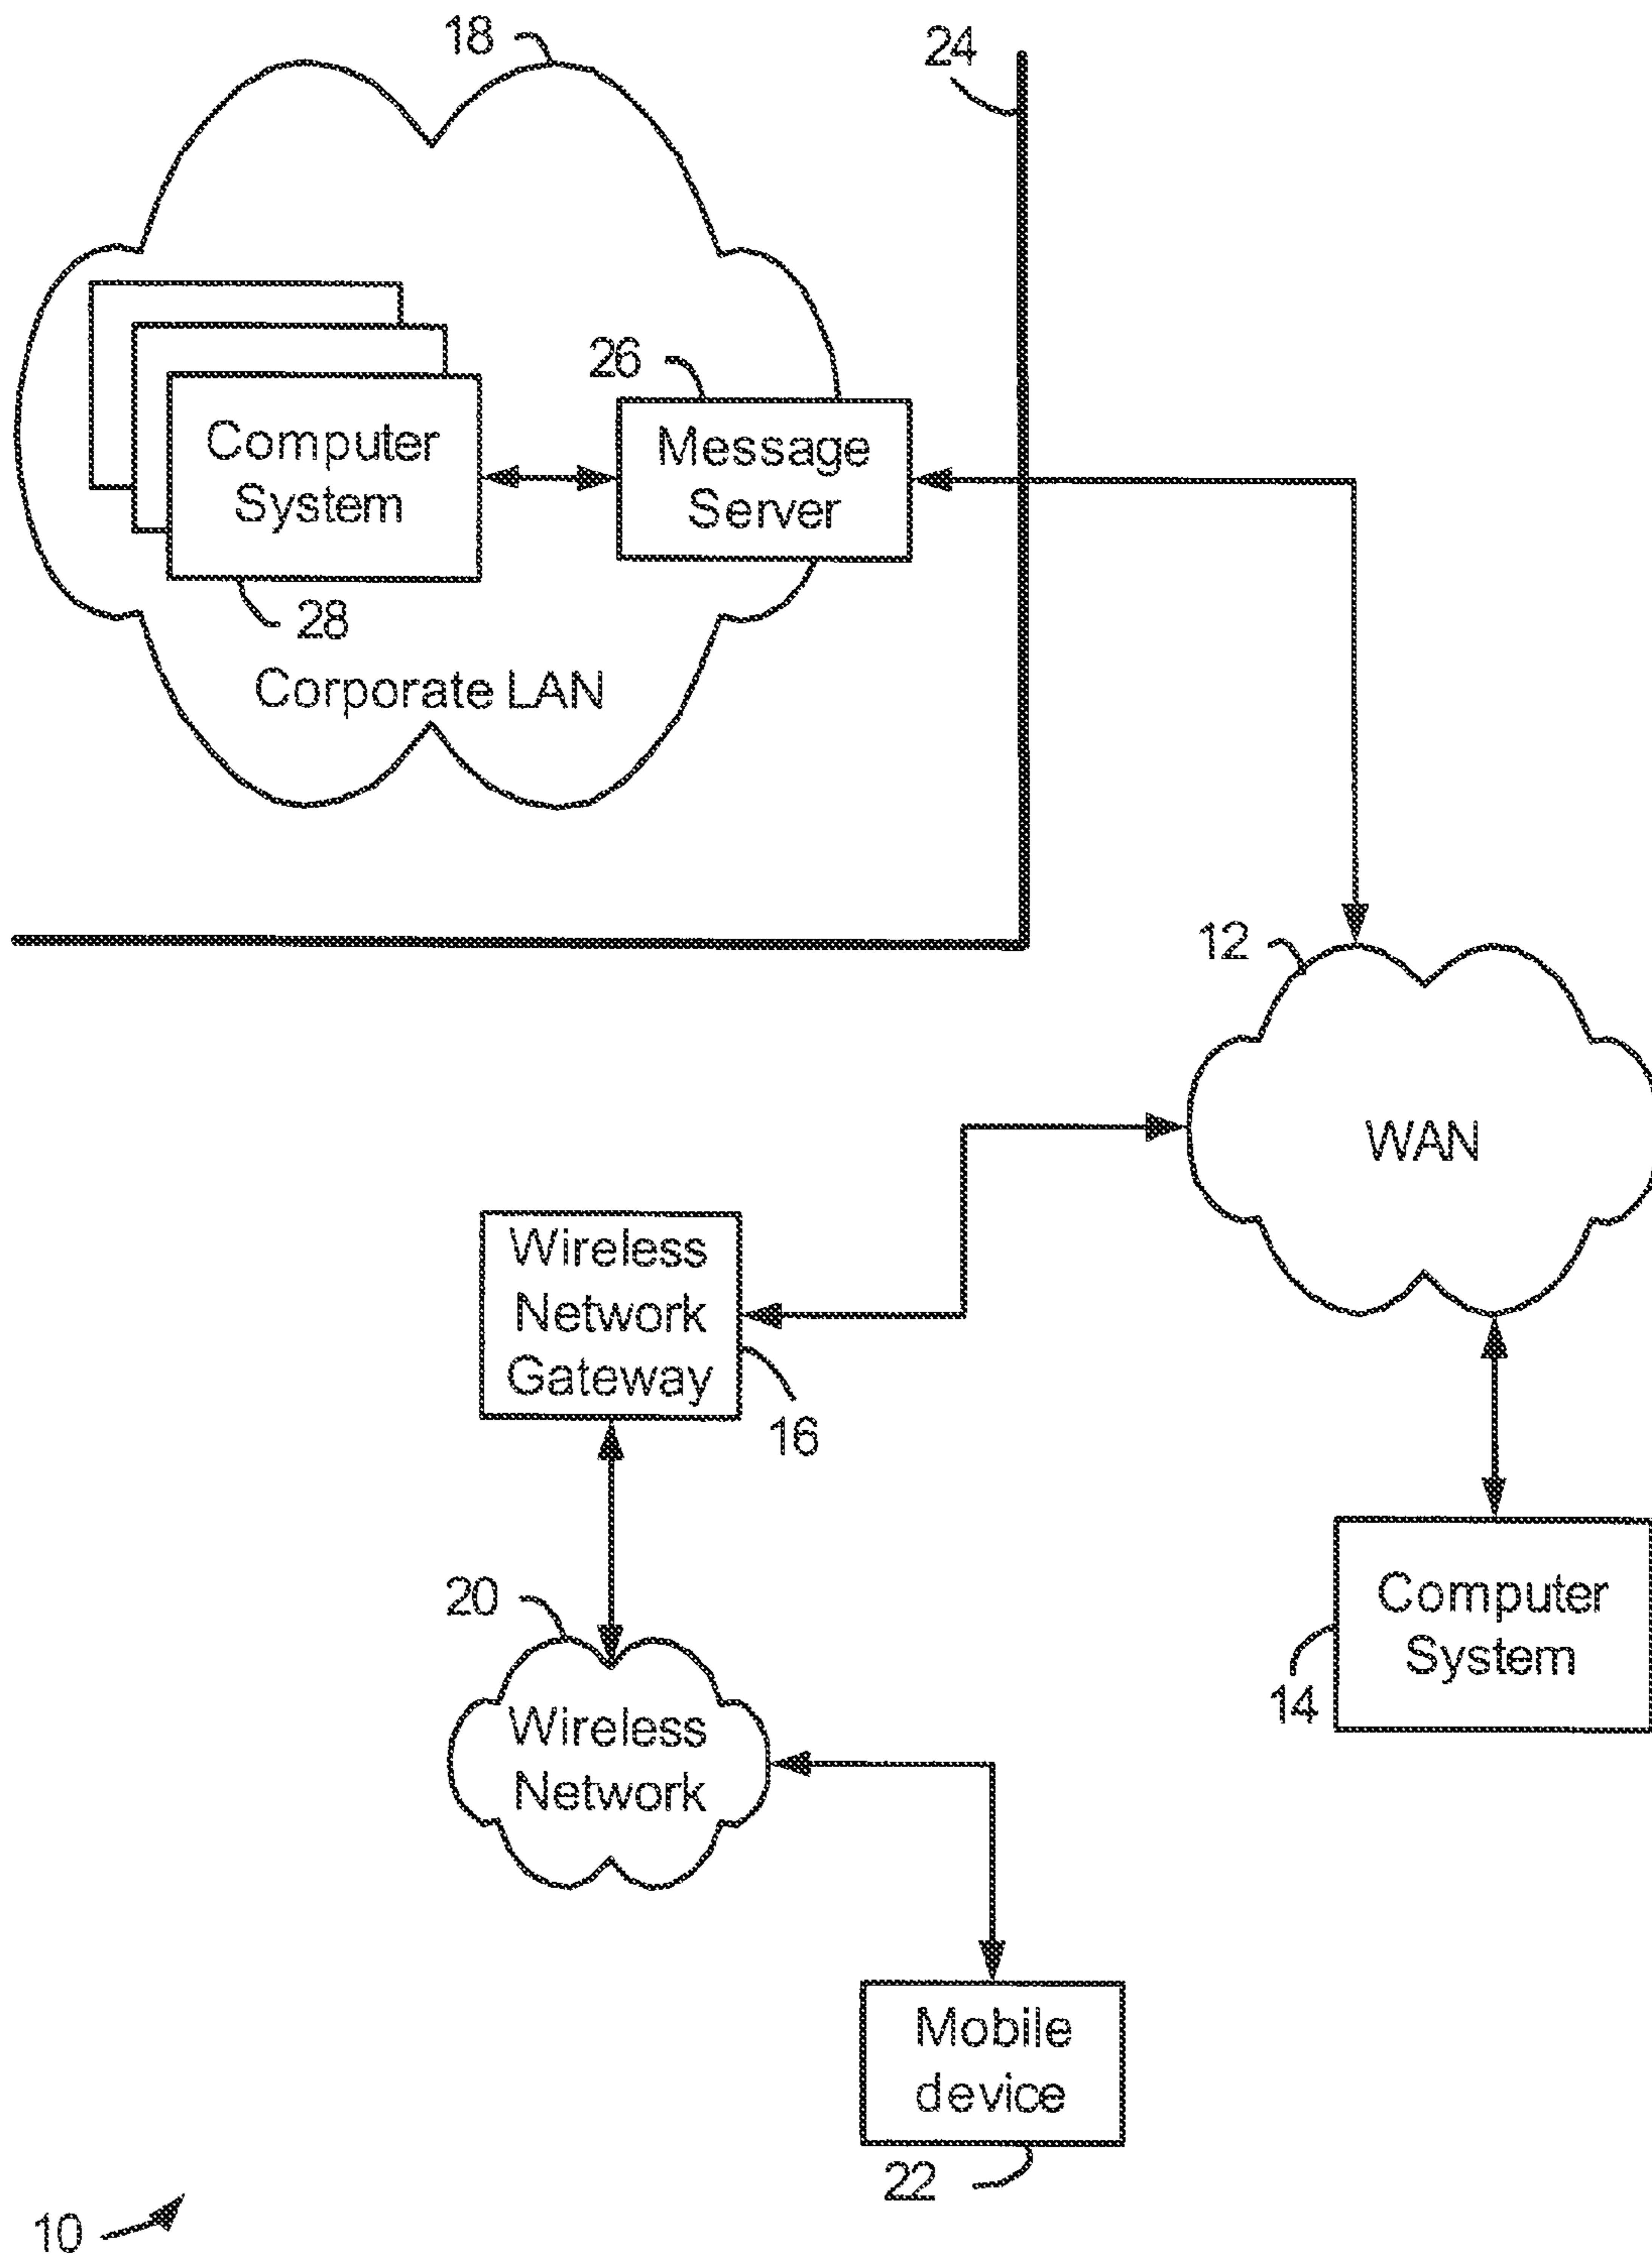 18
24
26
Computer
System
Message
Server
28
Corporate LAN
12
WAN
Wireless
Network
Gateway
16
20
Wireless
Network
Computer
System
14
Mobile
device
22
10